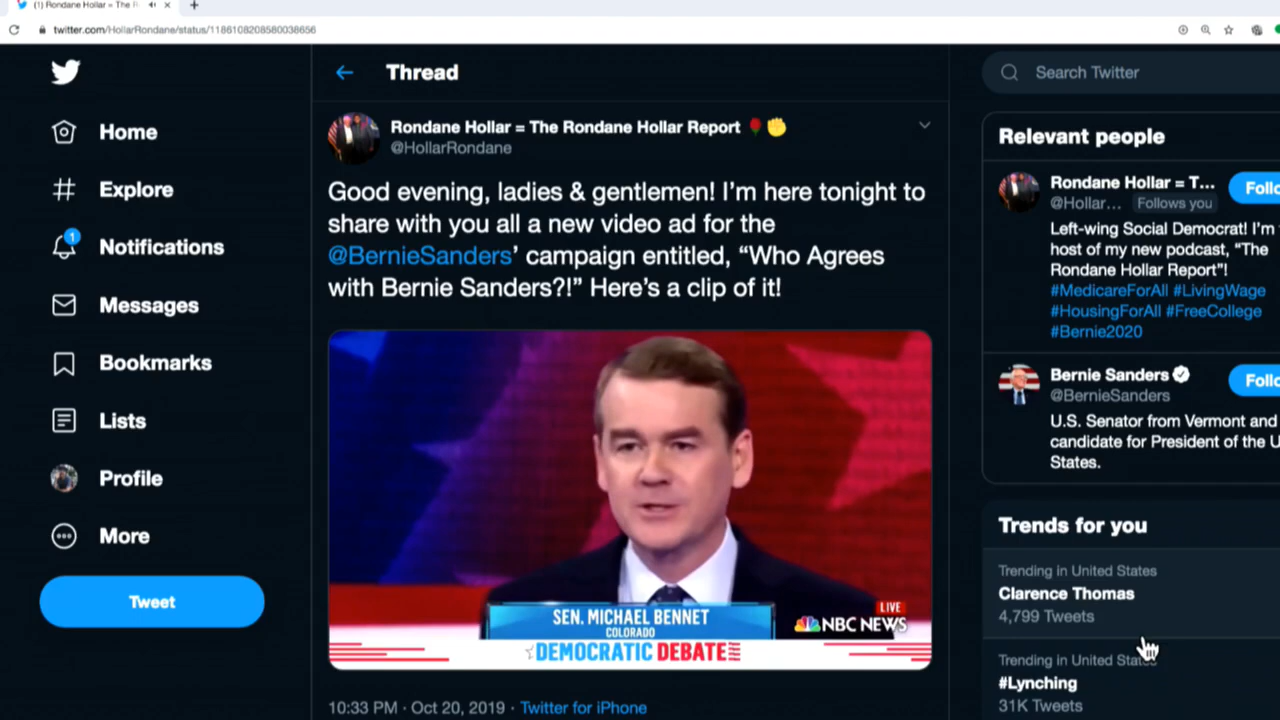 (1) Rondane Hollar = The R
twitter.com/HollarRondane/status/1186108208580038656
Home
Explore
1
Notifications
Messages
Bookmarks
Lists
Profile
More
Tweet
Thread
Rondane Hollar = The Rondane Hollar Report 🌹✊
@HollarRondane
Good evening, ladies & gentlemen! I'm here tonight to
share with you all a new video ad for the
@BernieSanders' campaign entitled, "Who Agrees
with Bernie Sanders?!" Here's a clip of it!
SEN. MICHAEL BENNET
COLORADO
LIVE
NBC NEWS
DEMOCRATIC DEBATE
10:33 PM · Oct 20, 2019 · Twitter for iPhone
Search Twitter
Relevant people
Rondane Hollar = T...
@Hollar... Follows you
Follo
Left-wing Social Democrat! I'm
host of my new podcast, "The
Rondane Hollar Report"!
#MedicareForAll #LivingWage
#HousingForAll #FreeCollege
#Bernie2020
Bernie Sanders
@BernieSanders
Follo
U.S. Senator from Vermont and
candidate for President of the U
States.
Trends for you
Trending in United States
Clarence Thomas
4,799 Tweets
Trending in United States
#Lynching
31K Tweets